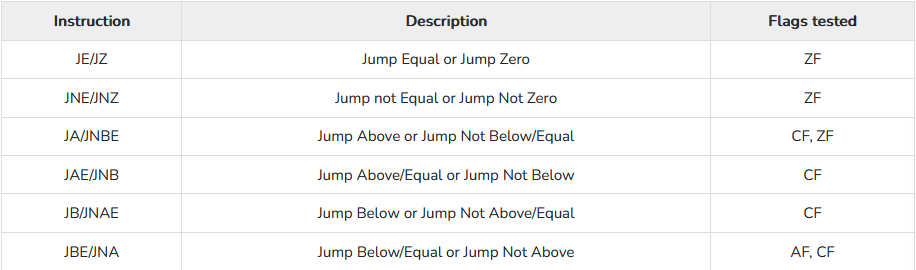 Instruction Description Flags tested
JE/JZ Jump Equal or Jump Zero ZF
JNE/JNZ Jump not Equal or Jump Not Zero ZF
JA/JNBE Jump Above or Jump Not Below/Equal CF, ZF
JAE/JNB Jump Above/Equal or Jump Not Below CF
JB/JNAE Jump Below or Jump Not Above/Equal CF
JBE/JNA Jump Below/Equal or Jump Not Above AF, CF